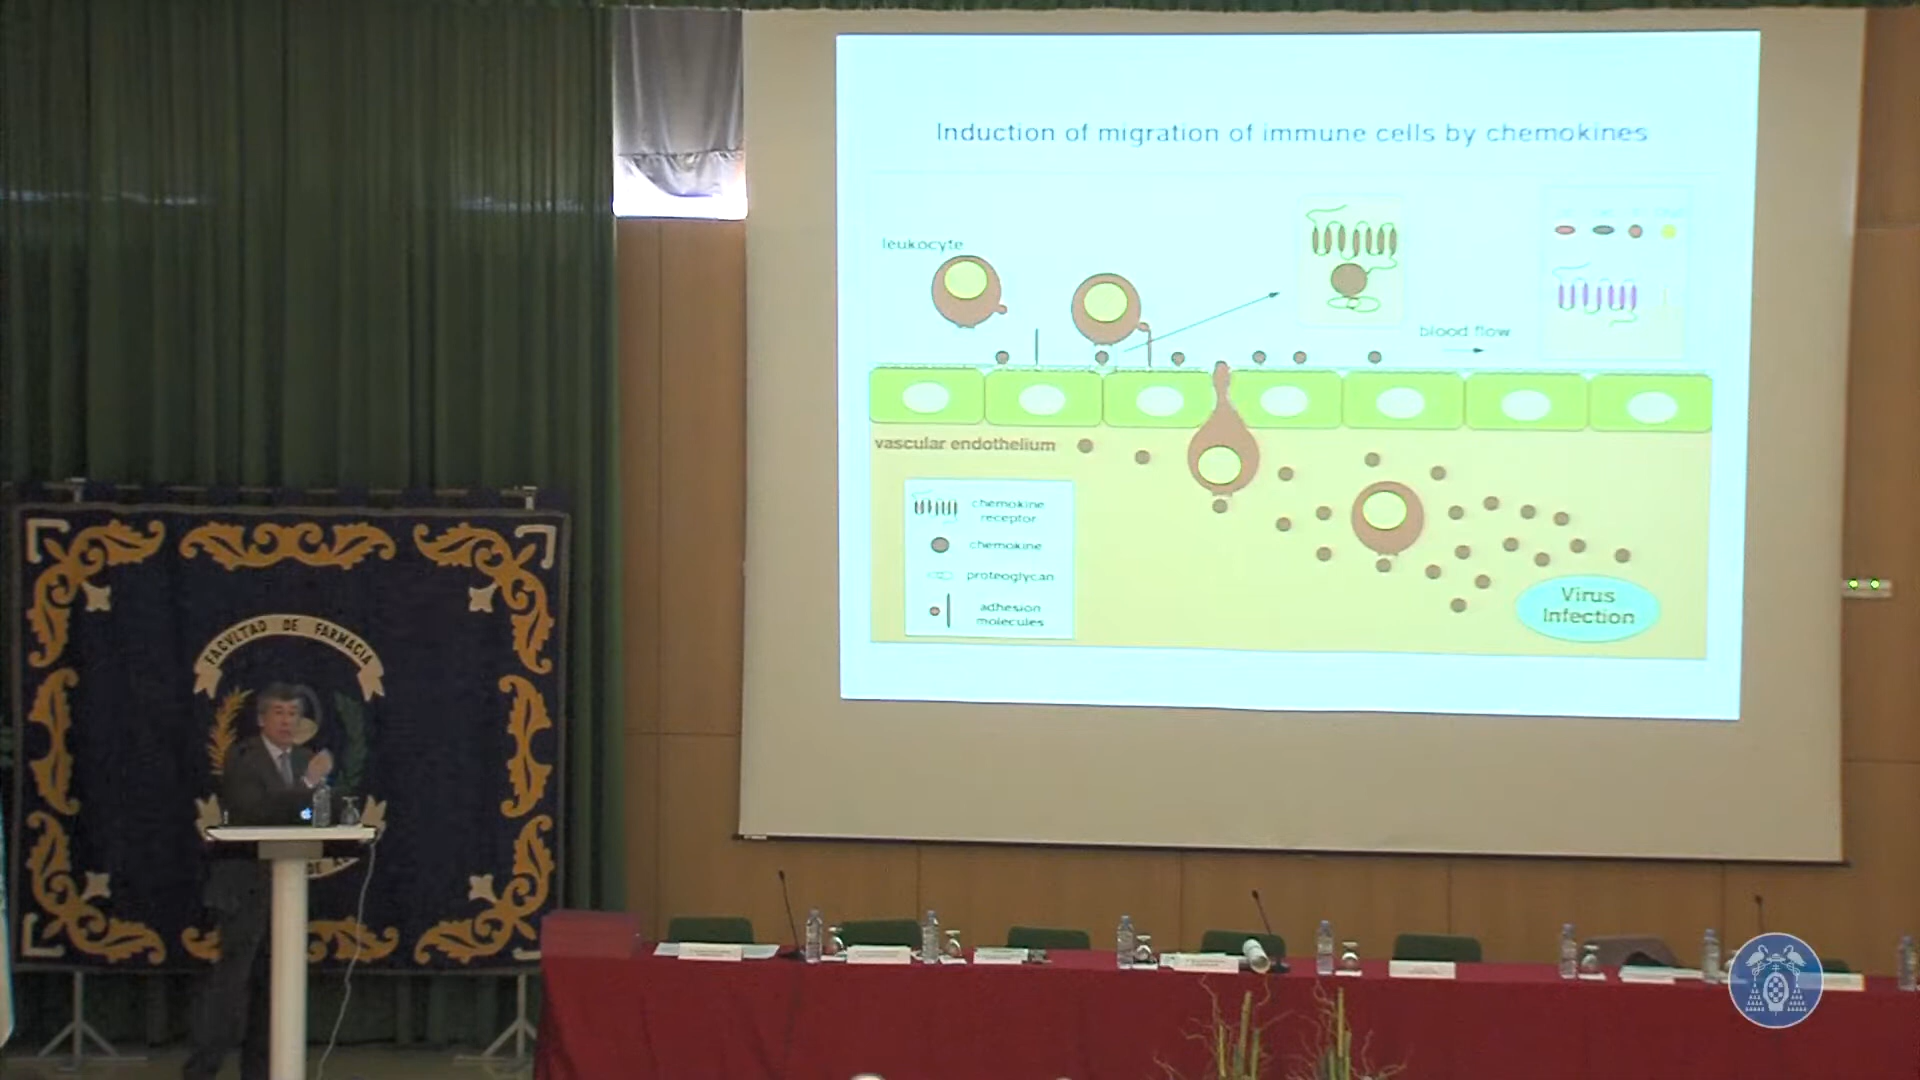 Induction of migration of immune cells by chemokines
leukocyte
blood flow
vascular endothelium
chemokine
receptor
chemokine
proteoglycan
adhesion
molecules
Virus
Infection
FACVLTAD DE FARMACIA
DE